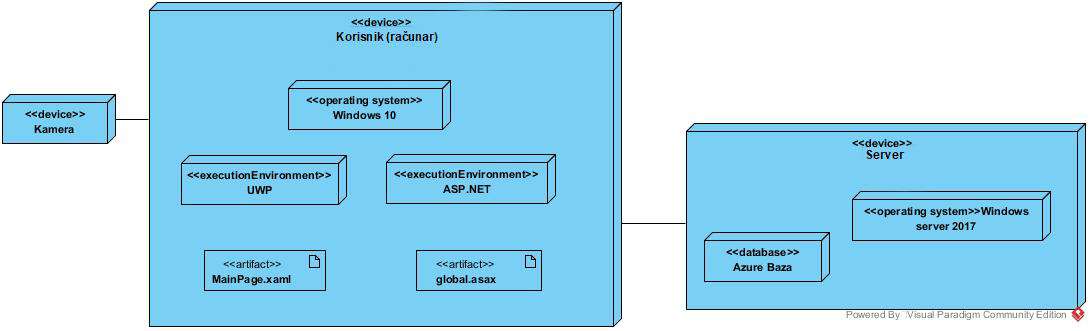 <<device>>
Korisnik (računar)
<<operating system>>
Windows 10
<<device>>
Kamera
<<executionEnvironment>>
UWP
<<executionEnvironment>>
ASP.NET
<<artifact>>
MainPage.xaml
<<artifact>>
global.asax
<<device>>
Server
<<operating system>>Windows
server 2017
<<database>>
Azure Baza
Powered By Visual Paradigm Community Edition